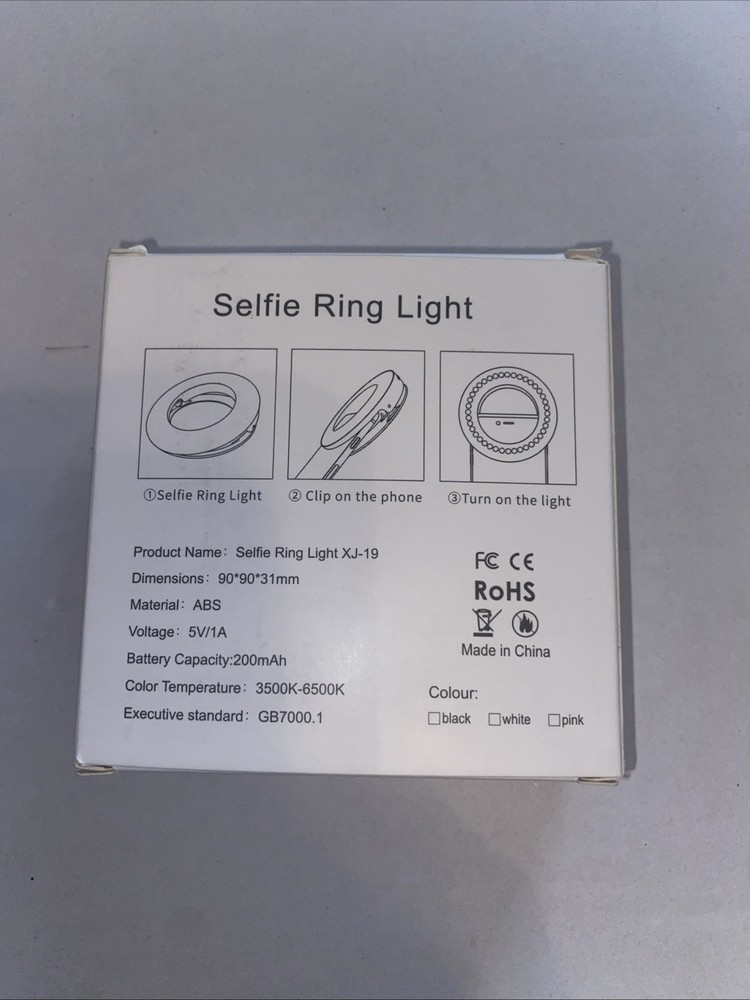 Selfie Ring Light
①Selfie Ring Light
② Clip on the phone
③Turn on the light
Product Name: Selfie Ring Light XJ-19
Dimensions: 90*90*31mm
Material: ABS
Voltage: 5V/1A
Battery Capacity:200mAh
Color Temperature: 3500K-6500K
Executive standard: GB7000.1
FC CE
RoHS
Made in China
Colour:
□black □white □pink